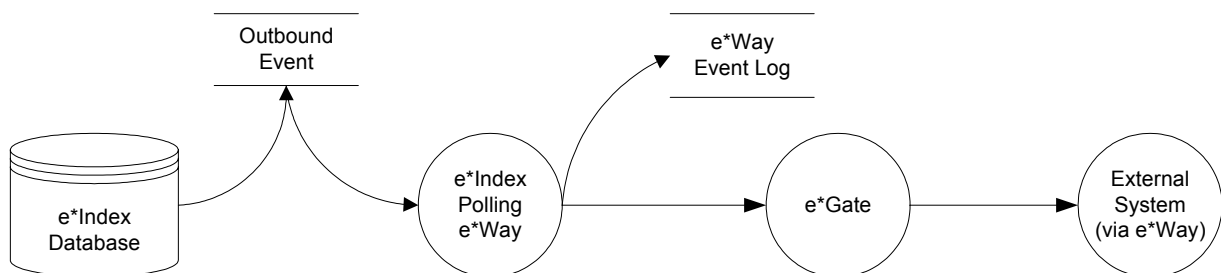 Outbound
Event
e*Way
Event Log
e*Index
Database
e*Index
Polling
e*Way
e*Gate
External
System
(via e*Way)